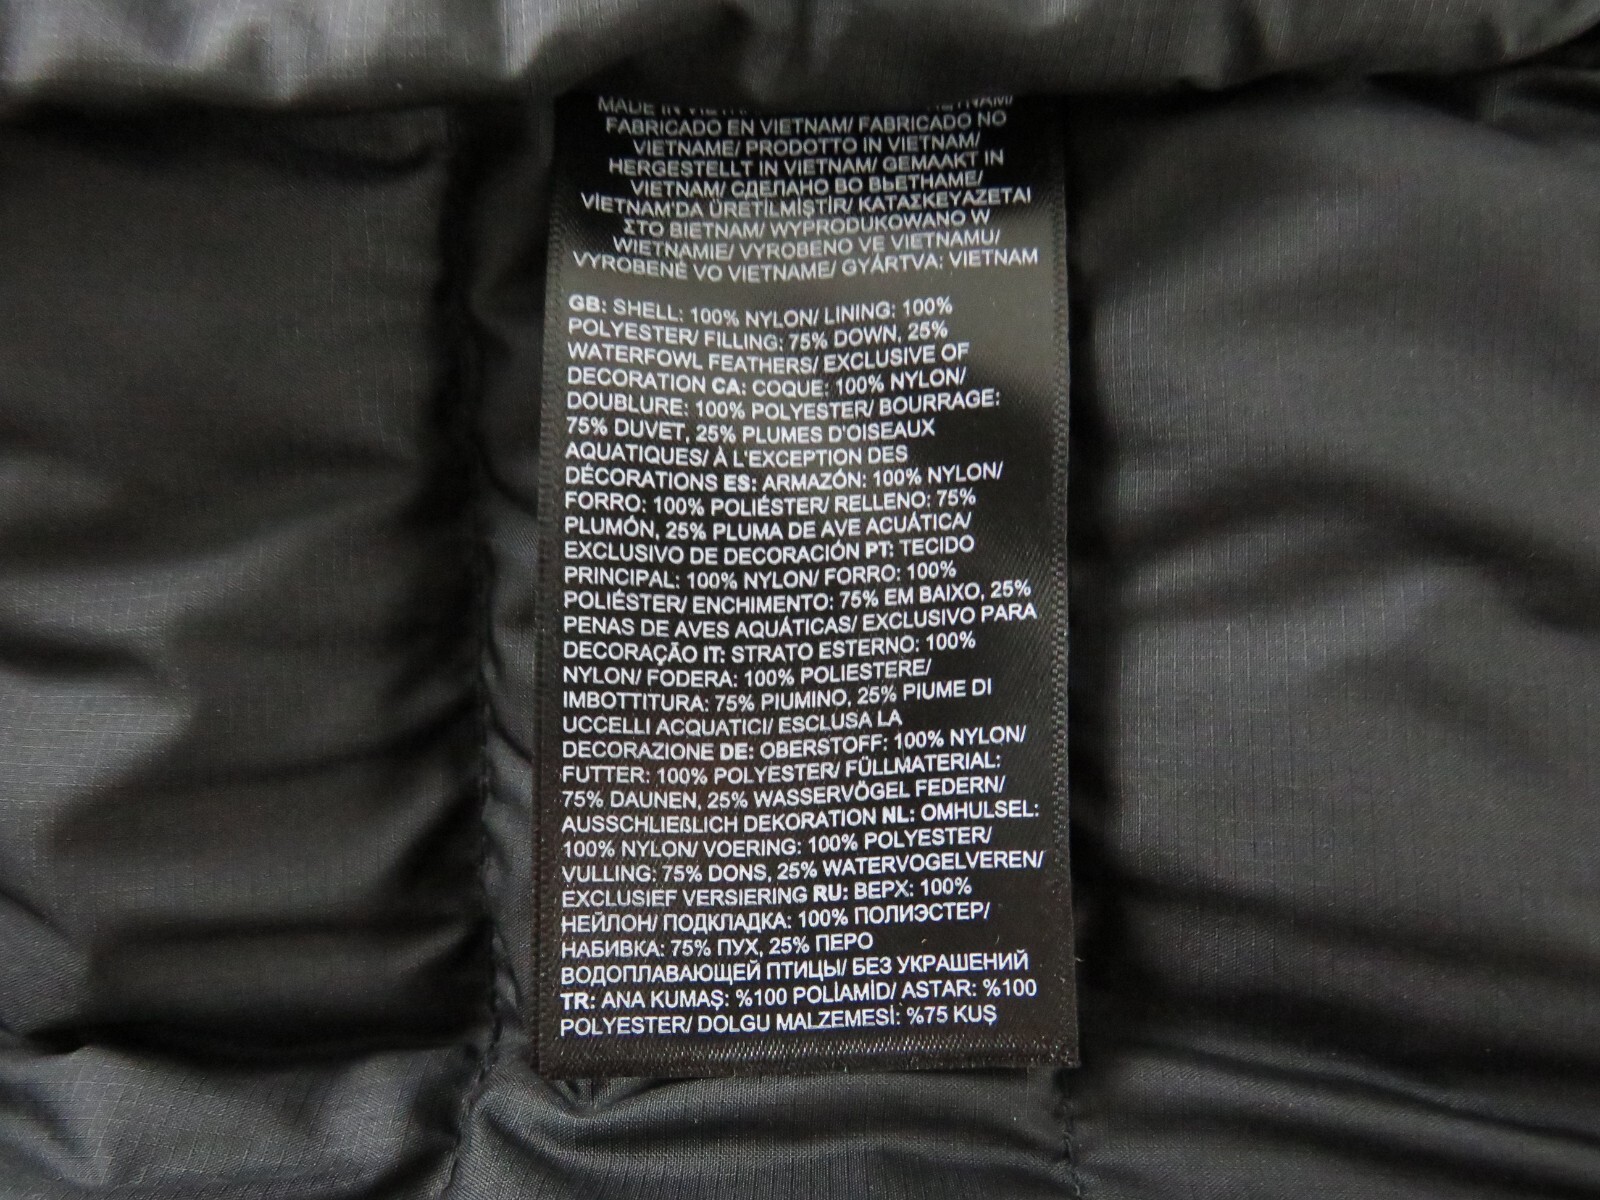 MADE IN VIETNAM
FABRICADO EN VIETNAM/ FABRICADO NO
VIETNAME/ PRODOTTO IN VIETNAM/
HERGESTELLT IN VIETNAM/ GEMAAKT IN
VIETNAM/ СДЕЛАНО ВО ВЬЕТНАМЕ/
VİETNAM'DA ÜRETİLMİŞTİR/ ΚΑΤΑΣΚΕΥΑΖΕΤΑΙ
ΣΤΟ ΒΙΕΤΝΑΜ/ WYPRODUKOWANO W
WIETNAMIE/ VYROBENO VE VIETNAMU/
VYROBENÉ VO VIETNAME/ GYÁRTVA: VIETNAM
GB: SHELL: 100% NYLON/ LINING: 100%
POLYESTER/ FILLING: 75% DOWN, 25%
WATERFOWL FEATHERS/ EXCLUSIVE OF
DECORATION CA: COQUE: 100% NYLON/
DOUBLURE: 100% POLYESTER/ BOURRAGE:
75% DUVET, 25% PLUMES D'OISEAUX
AQUATIQUES/ À L'EXCEPTION DES
DÉCORATIONS ES: ARMAZÓN: 100% NYLON/
FORRO: 100% POLIÉSTER/ RELLENO: 75%
PLUMÓN, 25% PLUMA DE AVE ACUÁTICA/
EXCLUSIVO DE DECORACIÓN PT: TECIDO
PRINCIPAL: 100% NYLON/ FORRO: 100%
POLIÉSTER/ ENCHIMENTO: 75% EM BAIXO, 25%
PENAS DE AVES AQUÁTICAS/ EXCLUSIVO PARA
DECORAÇÃO IT: STRATO ESTERNO: 100%
NYLON/ FODERA: 100% POLIESTERE/
IMBOTTITURA: 75% PIUMINO, 25% PIUME DI
UCCELLI ACQUATICI/ ESCLUSA LA
DECORAZIONE DE: OBERSTOFF: 100% NYLON/
FUTTER: 100% POLYESTER/ FÜLLMATERIAL:
75% DAUNEN, 25% WASSERVÖGEL FEDERN/
AUSSCHLIEßLICH DEKORATION NL: OMHULSEL:
100% NYLON/ VOERING: 100% POLYESTER/
VULLING: 75% DONS, 25% WATERVOGELVEREN/
EXCLUSIEF VERSIERING RU: ВЕРХ: 100%
НЕЙЛОН/ ПОДКЛАДКА: 100% ПОЛИЭСТЕР/
НАБИВКА: 75% ПУХ, 25% ПЕРО
ВОДОПЛАВАЮЩЕЙ ПТИЦЫ/ БЕЗ УКРАШЕНИЙ
TR: ANA KUMAŞ: %100 POLİAMİD/ ASTAR: %100
POLYESTER/ DOLGU MALZEMESİ: %75 KUŞ